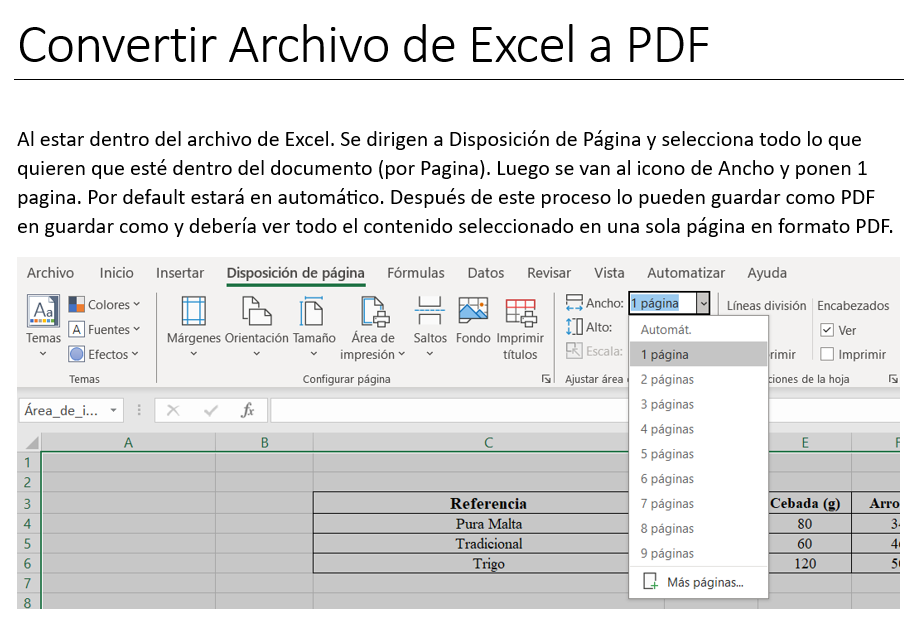 Convertir Archivo de Excel a PDF
Al estar dentro del archivo de Excel. Se dirigen a Disposición de Página y selecciona todo lo que
quieren que esté dentro del documento (por Pagina). Luego se van al icono de Ancho y ponen 1
pagina. Por default estará en automático. Después de este proceso lo pueden guardar como PDF
en guardar como y debería ver todo el contenido seleccionado en una sola página en formato PDF.
Archivo Inicio Insertar Disposición de página Fórmulas Datos Revisar Vista Automatizar Ayuda
Aa Colores Ancho: 1 página Líneas división Encabezados
A Fuentes Alto: Automát. Ver
Temas Márgenes Orientación Tamaño Área de impresión Saltos Fondo Imprimir títulos
Efectos Escala: 1 página rimir Imprimir
Temas Configurar página Ajustar área ciones de la hoja
2 páginas
3 páginas
4 páginas
5 páginas
6 páginas
7 páginas
8 páginas
9 páginas
Más páginas...
Área_de_i... fx
A B C E F
1
2
3 Referencia Cebada (g) Arro
4 Pura Malta 80 3
5 Tradicional 60 4
6 Trigo 120 5
7
8